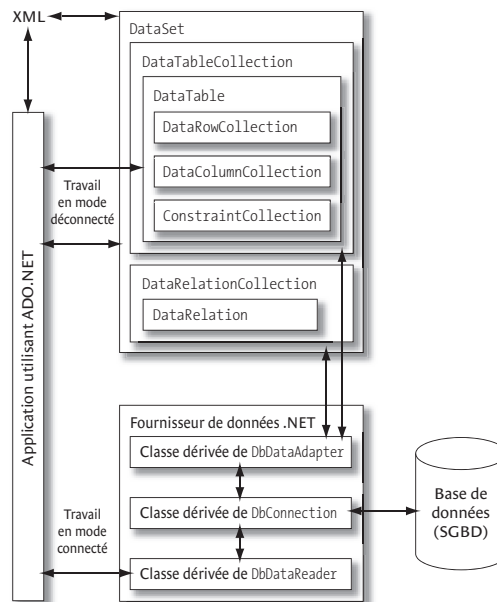 XML
DataSet
DataTableCollection
DataTable
DataRowCollection
DataColumnCollection
ConstraintCollection
Travail
en mode
déconnecté
DataRelationCollection
DataRelation
Application utilisant ADO.NET
Fournisseur de données .NET
Classe dérivée de DbDataAdapter
Classe dérivée de DbConnection
Classe dérivée de DbDataReader
Travail
en mode
connecté
Base de
données
(SGBD)